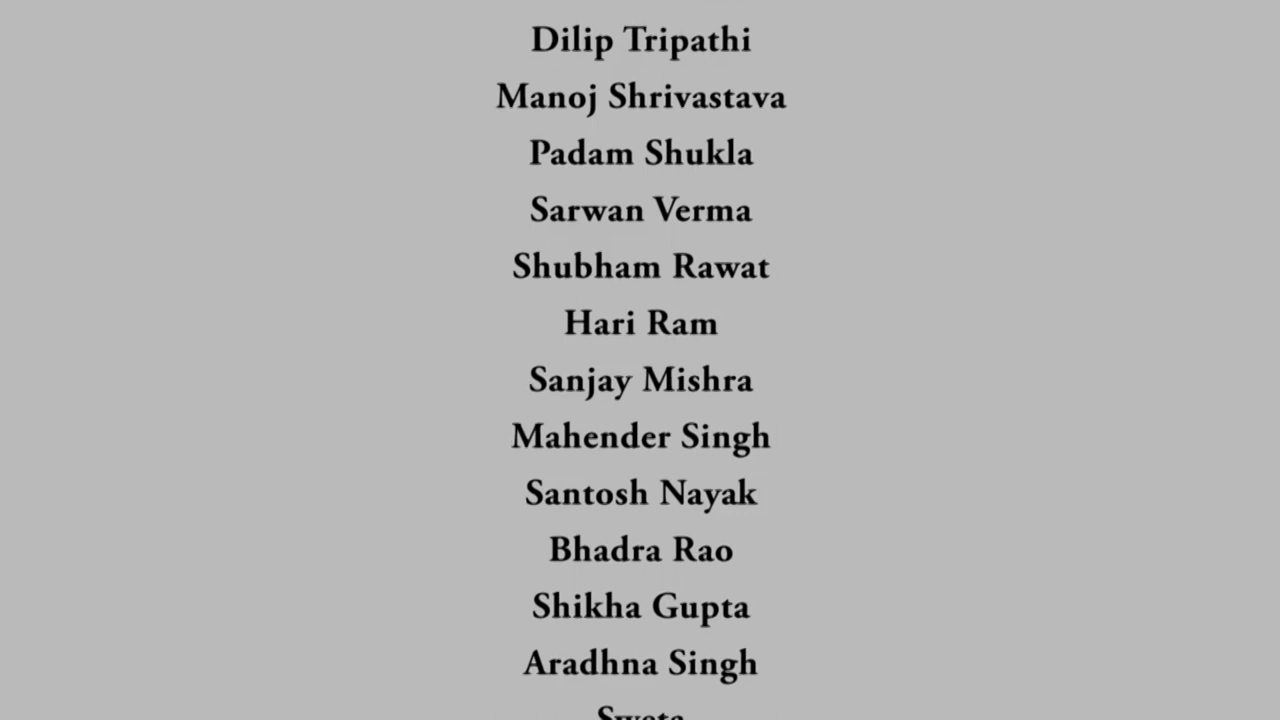 Dilip Tripathi
Manoj Shrivastava
Padam Shukla
Sarwan Verma
Shubham Rawat
Hari Ram
Sanjay Mishra
Mahender Singh
Santosh Nayak
Bhadra Rao
Shikha Gupta
Aradhna Singh